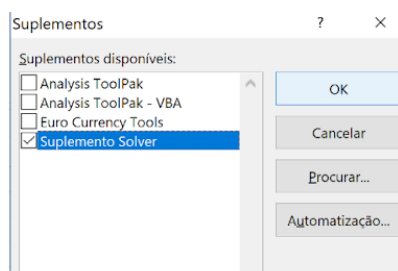 Suplementos ? ×
Suplementos disponíveis:
Analysis ToolPak
Analysis ToolPak - VBA
Euro Currency Tools
Suplemento Solver
OK
Cancelar
Procurar...
Automatização...